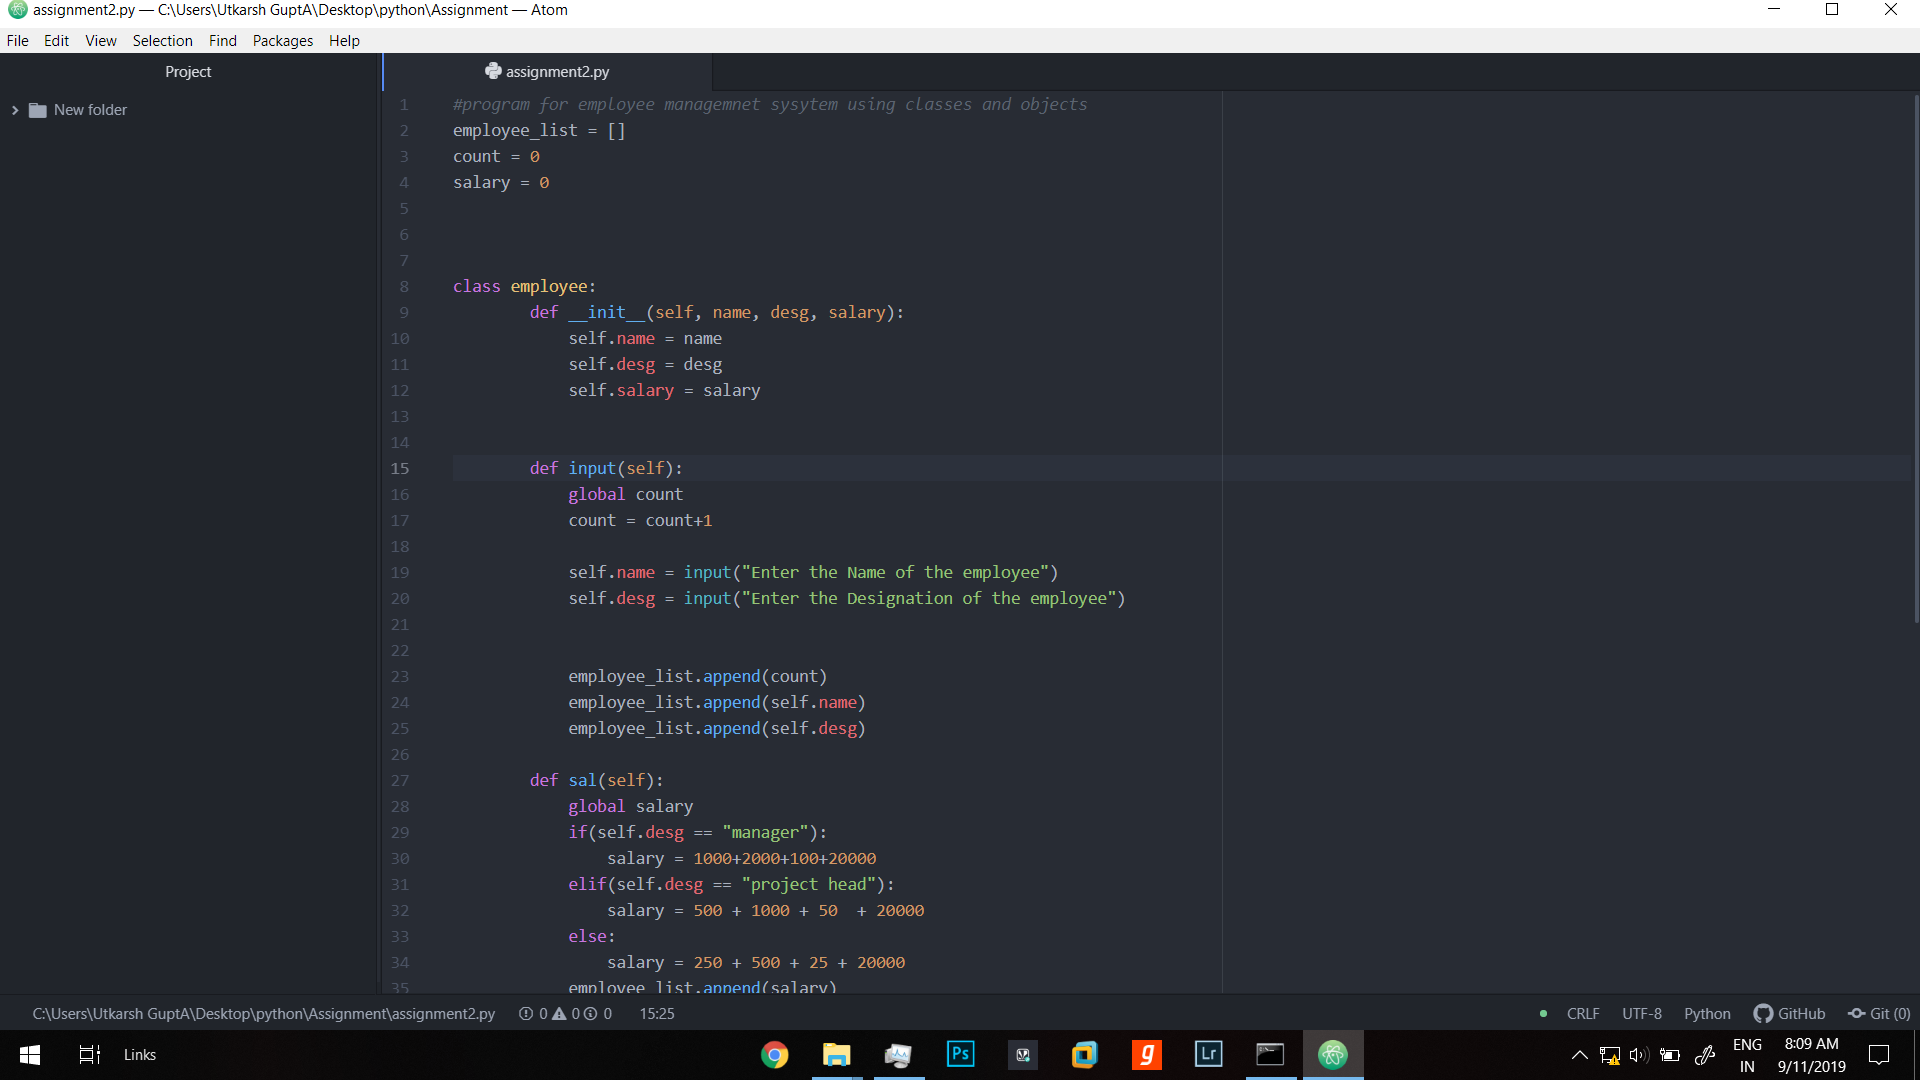 assignment2.py — C:\Users\Utkarsh GuptA\Desktop\python\Assignment — Atom
File Edit View Selection Find Packages Help
Project
assignment2.py
New folder
1 #program for employee managemnet sysytem using classes and objects
2 employee_list = []
3 count = 0
4 salary = 0
5
6
7
8 class employee:
9 def __init__(self, name, desg, salary):
10 self.name = name
11 self.desg = desg
12 self.salary = salary
13
14
15 def input(self):
16 global count
17 count = count+1
18
19 self.name = input("Enter the Name of the employee")
20 self.desg = input("Enter the Designation of the employee")
21
22
23 employee_list.append(count)
24 employee_list.append(self.name)
25 employee_list.append(self.desg)
26
27 def sal(self):
28 global salary
29 if(self.desg == "manager"):
30 salary = 1000+2000+100+20000
31 elif(self.desg == "project head"):
32 salary = 500 + 1000 + 50  + 20000
33 else:
34 salary = 250 + 500 + 25 + 20000
35 employee_list.append(salary)
C:\Users\Utkarsh GuptA\Desktop\python\Assignment\assignment2.py 0 0 0 15:25 CRLF UTF-8 Python GitHub Git (0)
Links
Ps
g
Lr
ENG
IN
8:09 AM
9/11/2019